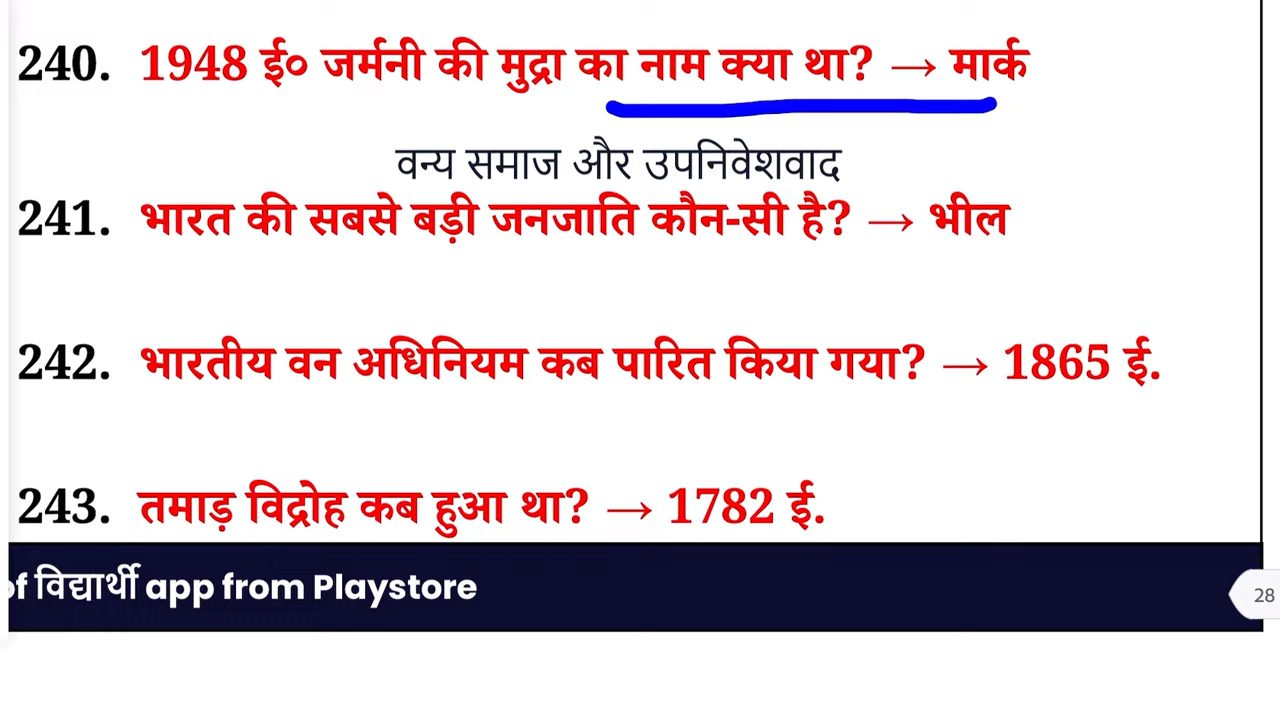 240. 1948 ई० जर्मनी की मुद्रा का नाम क्या था? → मार्क
वन्य समाज और उपनिवेशवाद
241. भारत की सबसे बड़ी जनजाति कौन-सी है? → भील
242. भारतीय वन अधिनियम कब पारित किया गया? → 1865 ई.
243. तमाड़ विद्रोह कब हुआ था? → 1782 ई.
of विद्यार्थी app from Playstore
28